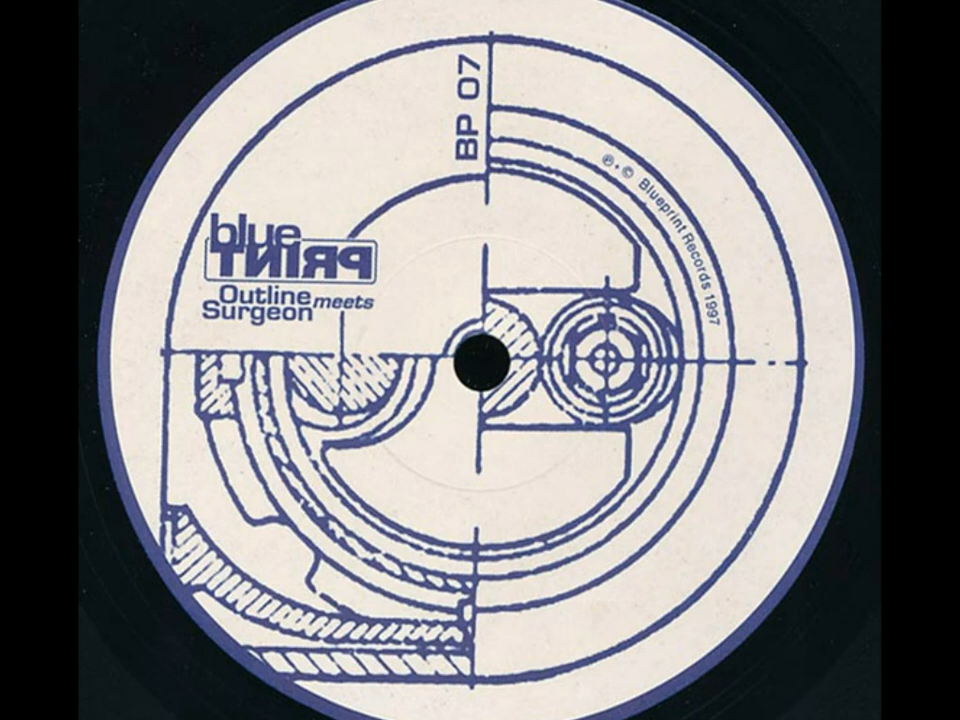 BP 07
℗ + © Blueprint Records 1997
blue
PRINT
Outline meets
Surgeon